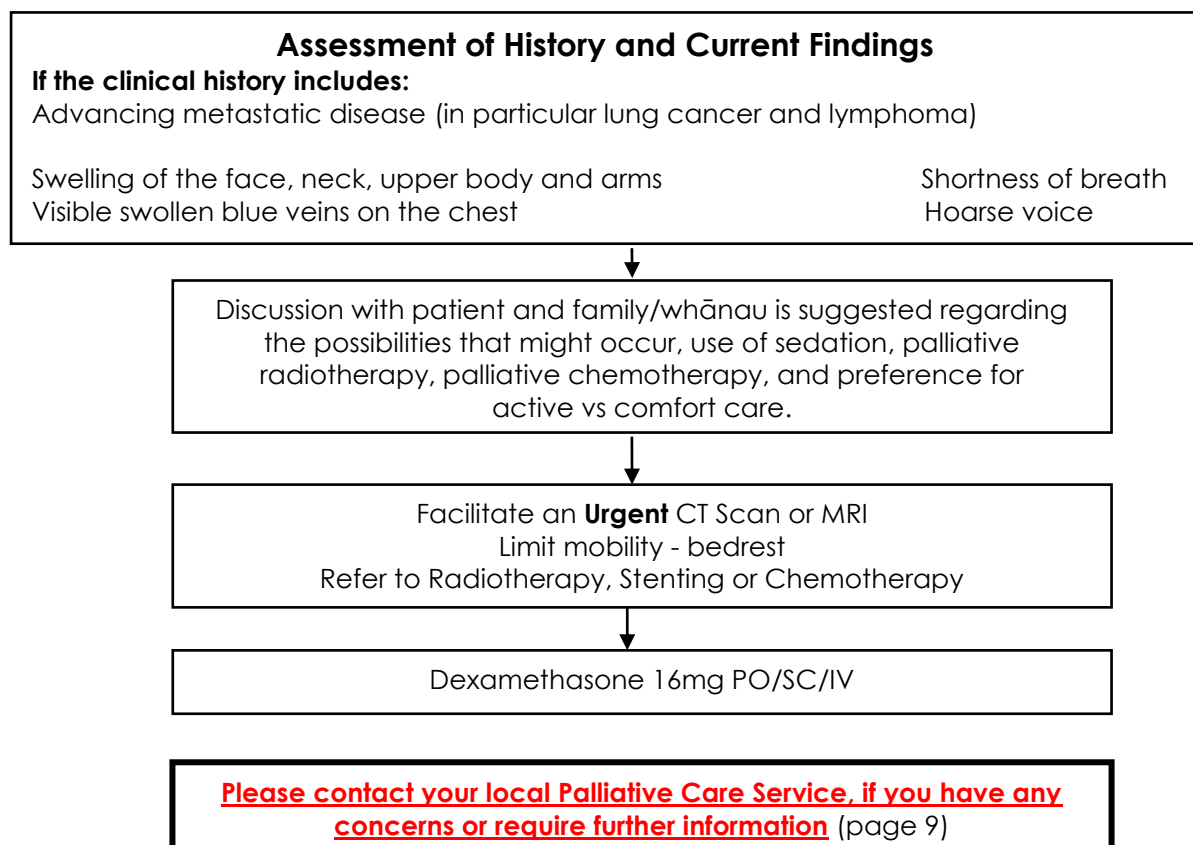 Assessment of History and Current Findings
If the clinical history includes:
Advancing metastatic disease (in particular lung cancer and lymphoma)
Swelling of the face, neck, upper body and arms Shortness of breath
Visible swollen blue veins on the chest Hoarse voice
Discussion with patient and family/whānau is suggested regarding
the possibilities that might occur, use of sedation, palliative
radiotherapy, palliative chemotherapy, and preference for
active vs comfort care.
Facilitate an Urgent CT Scan or MRI
Limit mobility - bedrest
Refer to Radiotherapy, Stenting or Chemotherapy
Dexamethasone 16mg PO/SC/IV
Please contact your local Palliative Care Service, if you have any
concerns or require further information (page 9)